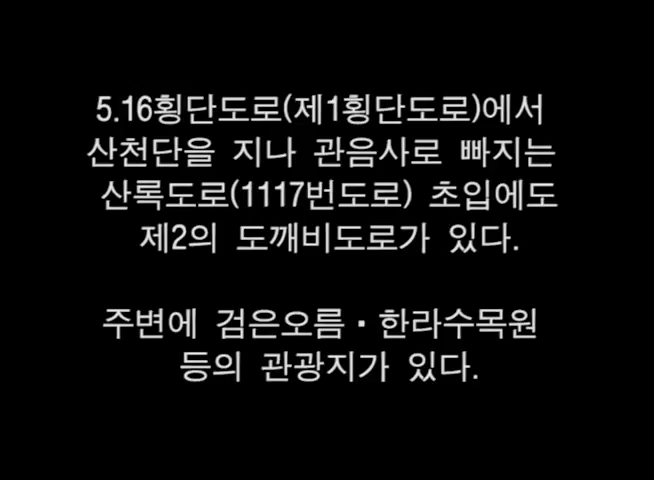 5.16횡단도로(제1횡단도로)에서
산천단을 지나 관음사로 빠지는
산록도로(1117번도로) 초입에도
제2의 도깨비도로가 있다.
주변에 검은오름·한라수목원
등의 관광지가 있다.